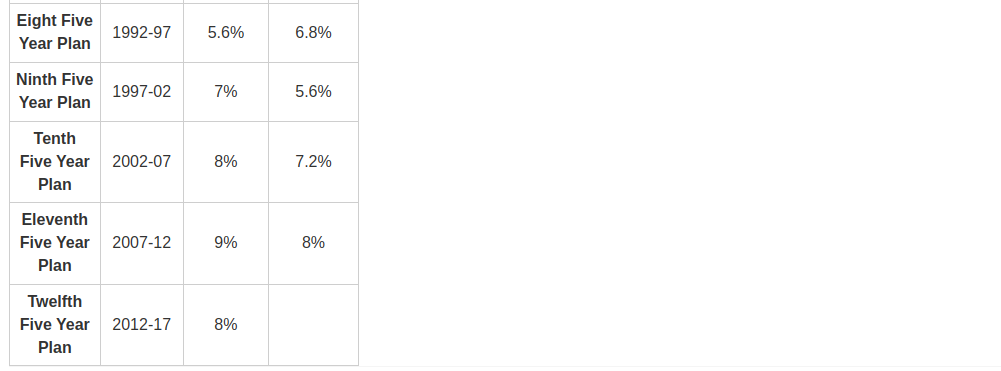 Eight Five
Year Plan
1992-97
5.6%
6.8%
Ninth Five
Year Plan
1997-02
7%
5.6%
Tenth
Five Year
Plan
2002-07
8%
7.2%
Eleventh
Five Year
Plan
2007-12
9%
8%
Twelfth
Five Year
Plan
2012-17
8%